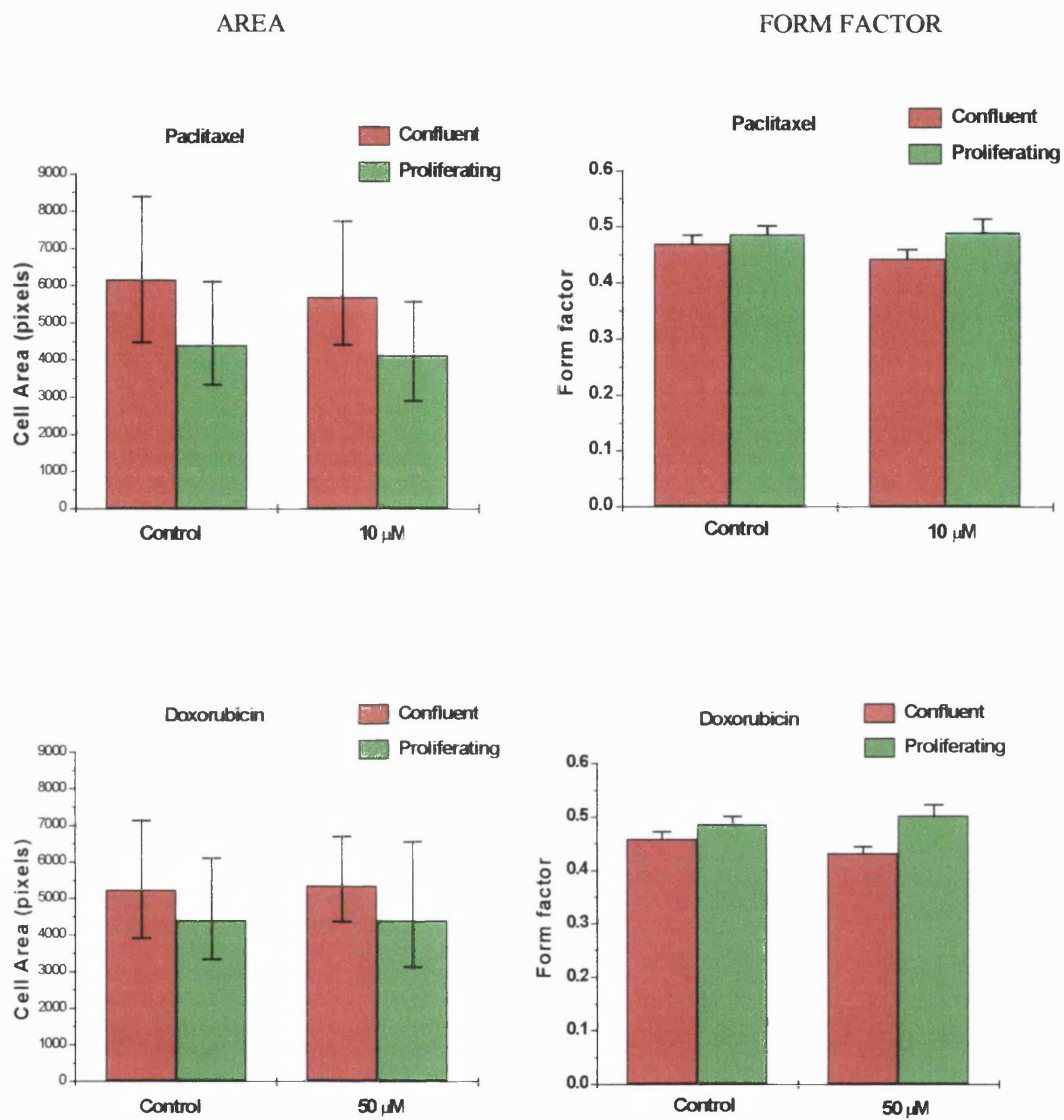 AREA
FORM FACTOR
Paclitaxel
Confluent
Proliferating
9000
8000
7000
6000
5000
4000
3000
2000
1000
0
Cell Area (pixels)
Control
10 µM
Paclitaxel
Confluent
Proliferating
0.6
0.5
0.4
0.3
0.2
0.1
0.0
Form factor
Control
10 µM
Doxorubicin
Confluent
Proliferating
9000
8000
7000
6000
5000
4000
3000
2000
1000
0
Cell Area (pixels)
Control
50 µM
Doxorubicin
Confluent
Proliferating
0.6
0.5
0.4
0.3
0.2
0.1
0.0
Form factor
Control
50 µM